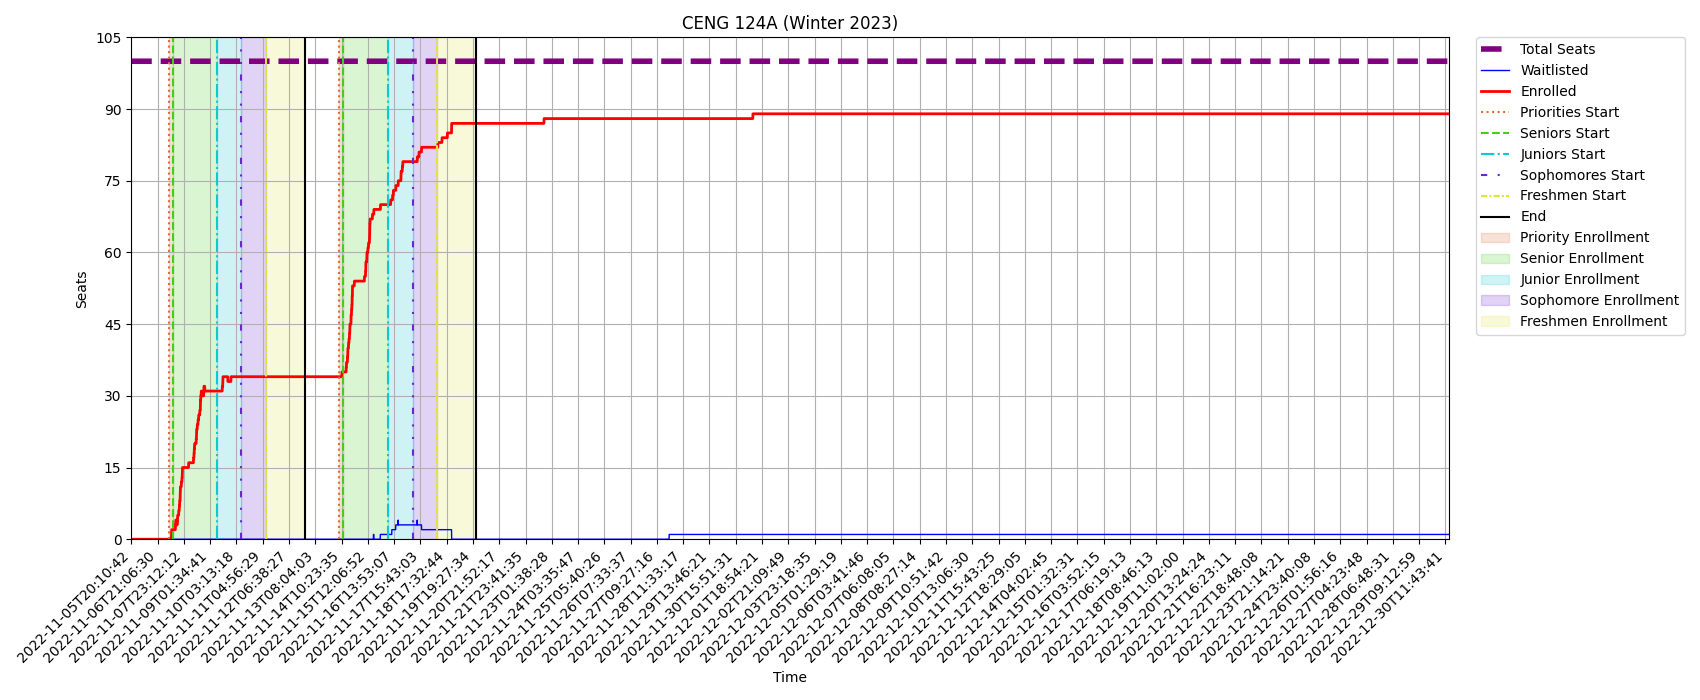 CENG 124A (Winter 2023)
105
90
75
60
45
30
15
0
Seats
2022-11-05T20:10:42
2022-11-06T21:06:30
2022-11-07T23:12:12
2022-11-09T01:34:41
2022-11-10T03:13:18
2022-11-11T04:56:29
2022-11-12T06:38:27
2022-11-13T08:04:03
2022-11-14T10:23:35
2022-11-15T12:06:52
2022-11-16T13:53:07
2022-11-17T15:43:03
2022-11-18T17:32:44
2022-11-19T19:27:34
2022-11-20T21:52:17
2022-11-21T23:41:35
2022-11-23T01:38:28
2022-11-24T03:35:47
2022-11-25T05:40:26
2022-11-26T07:33:37
2022-11-27T09:27:16
2022-11-28T11:33:17
2022-11-29T13:46:21
2022-11-30T15:51:31
2022-12-01T18:54:21
2022-12-02T21:09:49
2022-12-03T23:18:35
2022-12-05T01:29:19
2022-12-06T03:41:46
2022-12-07T06:08:05
2022-12-08T08:27:14
2022-12-09T10:51:42
2022-12-10T13:06:30
2022-12-11T15:43:25
2022-12-12T18:29:05
2022-12-14T04:02:45
2022-12-15T10:32:31
2022-12-16T03:52:15
2022-12-17T06:19:13
2022-12-18T08:46:13
2022-12-19T11:02:00
2022-12-20T13:24:24
2022-12-21T16:23:11
2022-12-22T18:48:08
2022-12-23T21:14:21
2022-12-24T23:40:08
2022-12-26T01:56:16
2022-12-27T04:23:48
2022-12-28T06:48:31
2022-12-29T09:12:59
2022-12-30T11:43:41
Time
Total Seats
Waitlisted
Enrolled
Priorities Start
Seniors Start
Juniors Start
Sophomores Start
Freshmen Start
End
Priority Enrollment
Senior Enrollment
Junior Enrollment
Sophomore Enrollment
Freshmen Enrollment